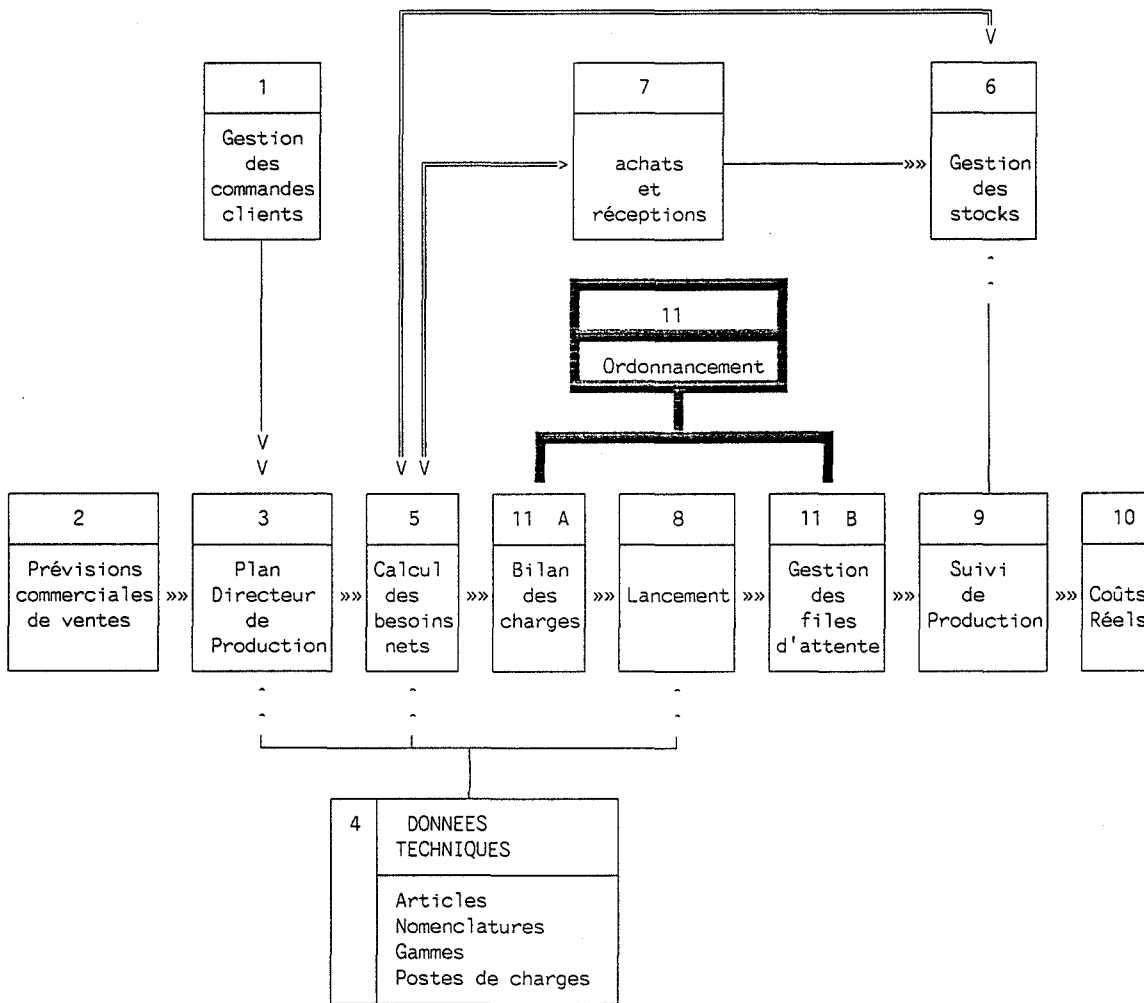 1
Gestion
des
commandes
clients
7
achats
et
réceptions
6
Gestion
des
stocks
11
Ordonnancement
2
Prévisions
commerciales
de ventes
3
Plan
Directeur
de
Production
5
Calcul
des
besoins
nets
11 A
Bilan
des
charges
8
Lancement
11 B
Gestion
des
files
d'attente
9
Suivi
de
Production
10
Coûts
Réels
4
DONNEES
TECHNIQUES
Articles
Nomenclatures
Gammes
Postes de charges